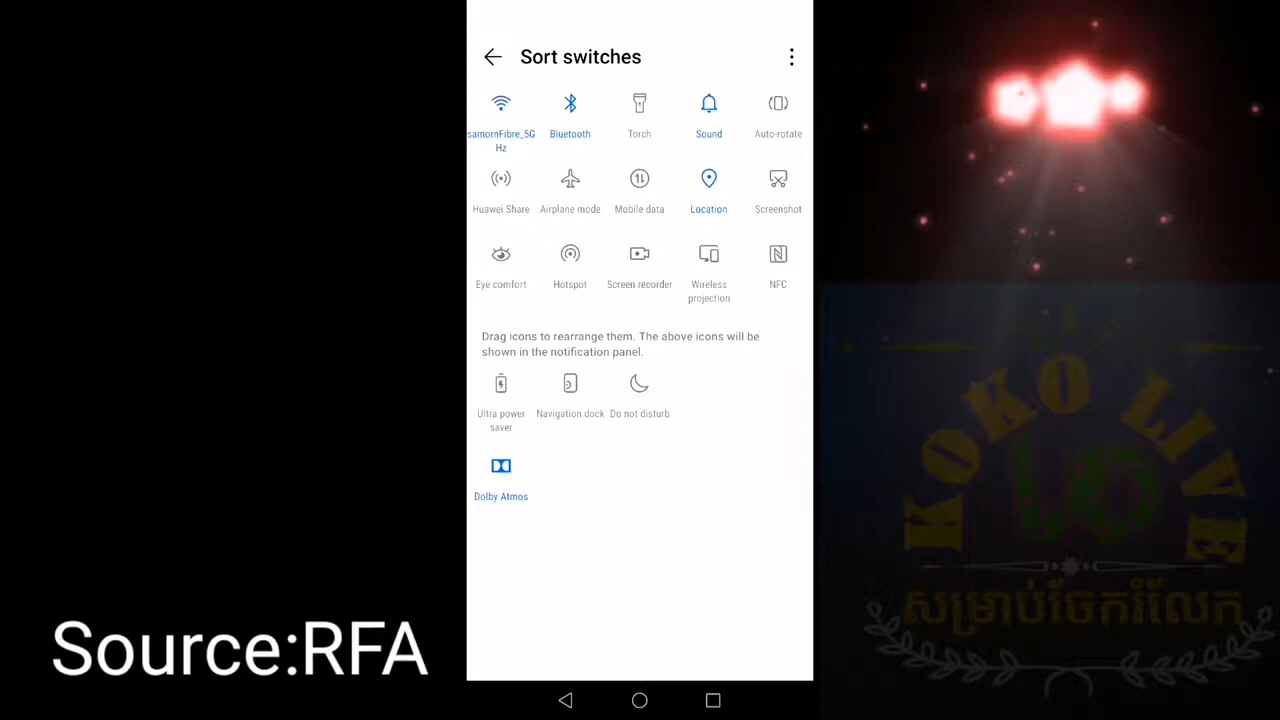 Sort switches
samornFibre_5G
Hz
Bluetooth
Torch
Sound
Auto-rotate
Huawei Share
Airplane mode
Mobile data
Location
Screenshot
Eye comfort
Hotspot
Screen recorder
Wireless
projection
NFC
Drag icons to rearrange them. The above icons will be
shown in the notification panel.
Ultra power
saver
Navigation dock
Do not disturb
Dolby Atmos
Source:RFA
KOKO LIVE
សម្រាប់ចែករំលែក